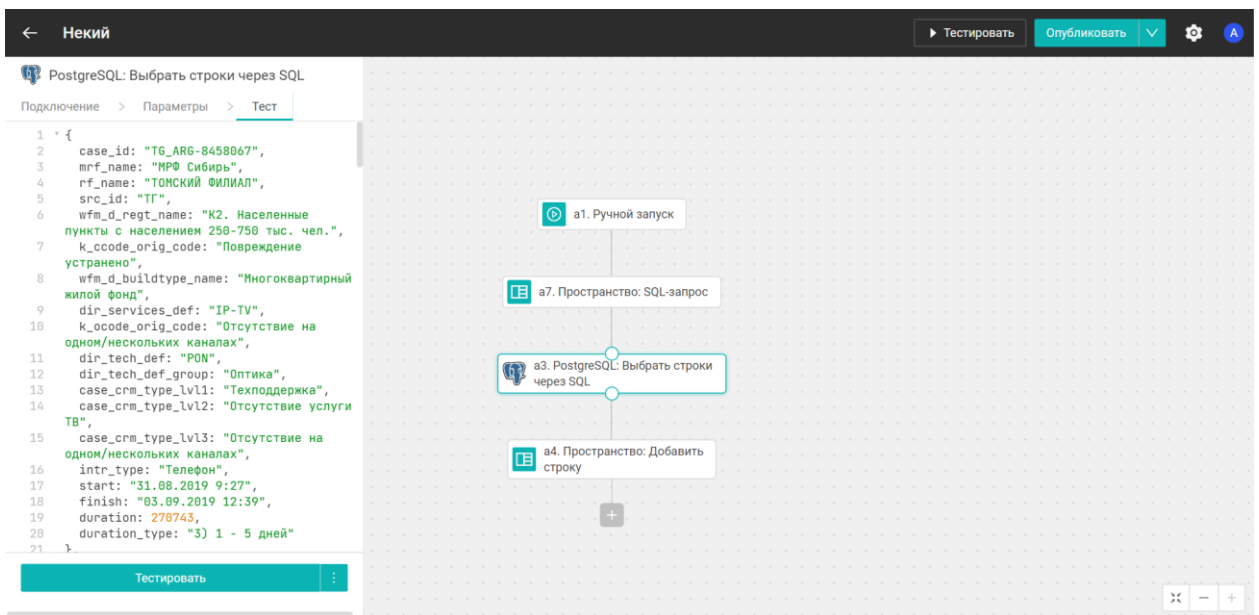 Некий
Тестировать
Опубликовать
A
PostgreSQL: Выбрать строки через SQL
Подключение > Параметры > Тест
1 {
2 case_id: "TG_ARG-8458067",
3 mrf_name: "МРФ Сибирь",
4 rf_name: "ТОМСКИЙ ФИЛИАЛ",
5 src_id: "ТГ",
6 wfm_d_regt_name: "К2. Населенные
пункты с населением 250-750 тыс. чел.",
7 k_ccode_orig_code: "Повреждение
устранено",
8 wfm_d_buildtype_name: "Многоквартирный
жилой фонд",
9 dir_services_def: "IP-TV",
10 k_ocode_orig_code: "Отсутствие на
одном/нескольких каналах",
11 dir_tech_def: "PON",
12 dir_tech_def_group: "Оптика",
13 case_crm_type_lvl1: "Техподдержка",
14 case_crm_type_lvl2: "Отсутствие услуги
ТВ",
15 case_crm_type_lvl3: "Отсутствие на
одном/нескольких каналах",
16 intr_type: "Телефон",
17 start: "31.08.2019 9:27",
18 finish: "03.09.2019 12:39",
19 duration: 270743,
20 duration_type: "3) 1 - 5 дней"
21 },
Тестировать
а1. Ручной запуск
а7. Пространство: SQL-запрос
а3. PostgreSQL: Выбрать строки
через SQL
а4. Пространство: Добавить
строку